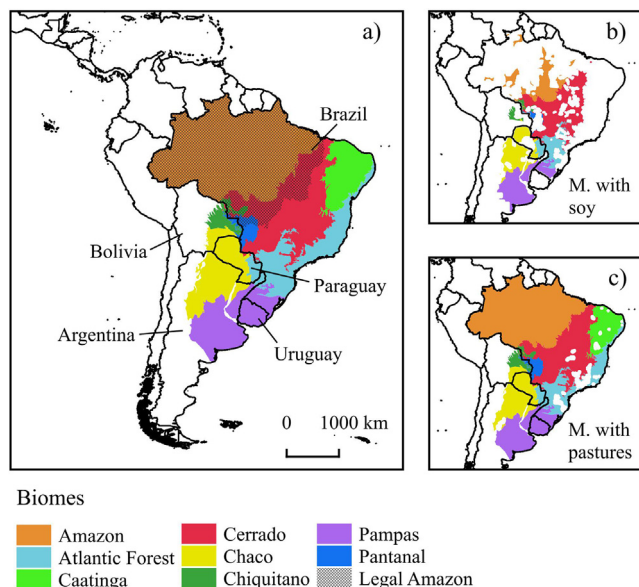 a)
Brazil
Bolivia
Paraguay
Argentina
Uruguay
0 1000 km
b)
M. with
soy
c)
M. with
pastures
Biomes
Amazon
Atlantic Forest
Caatinga
Cerrado
Chaco
Chiquitano
Pampas
Pantanal
Legal Amazon